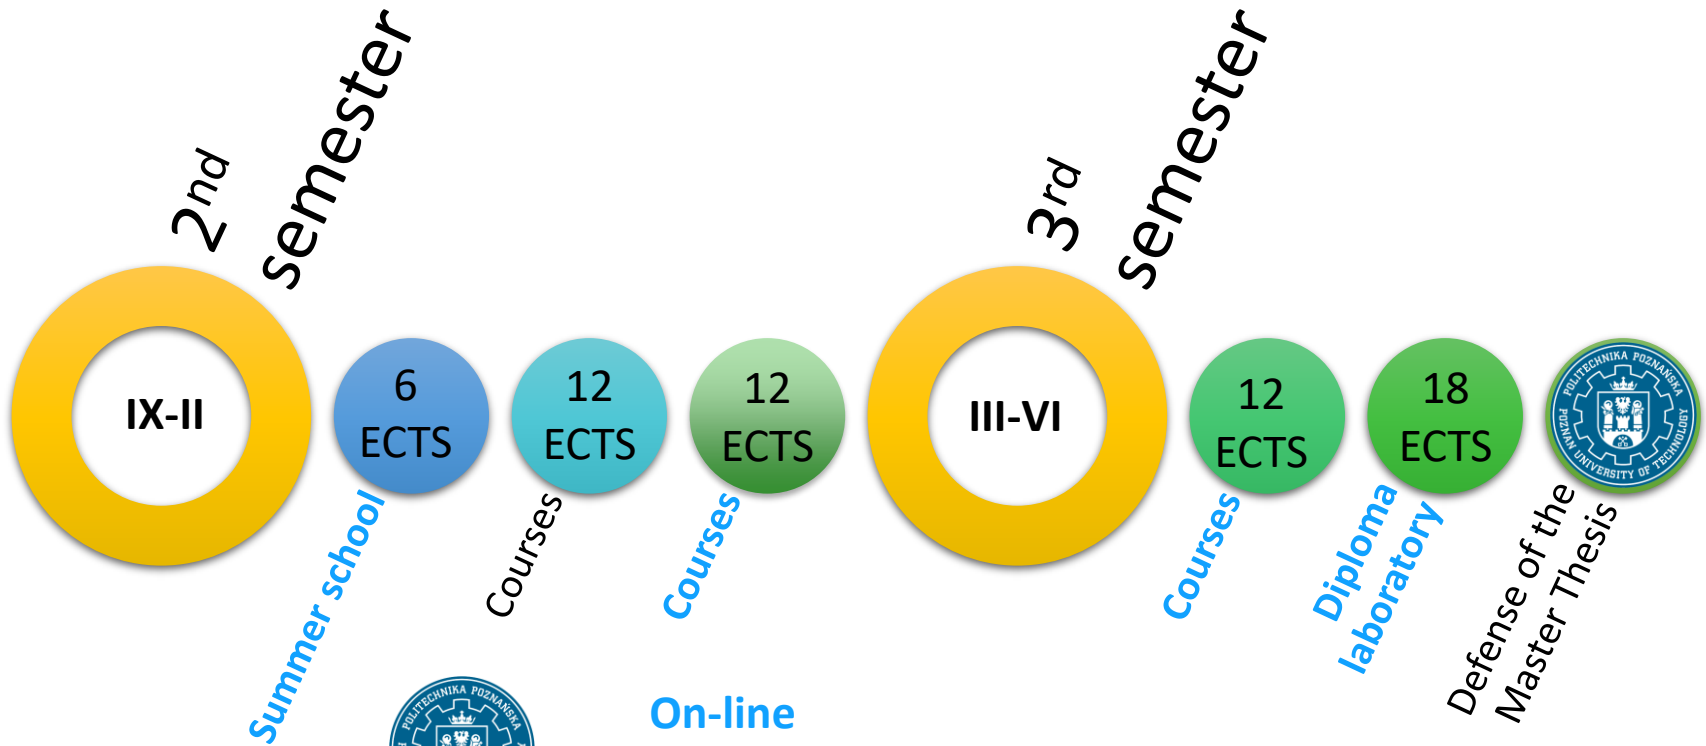 2nd
semester
IX-II
6
ECTS
Summer school
12
ECTS
Courses
12
ECTS
Courses
3rd
semester
III-VI
12
ECTS
Courses
18
ECTS
Diploma
laboratory
POLITECHNIKA POZNAŃSKA
POZNAN UNIVERSITY OF TECHNOLOGY
Defense of the
Master Thesis
POLITECHNIKA POZNAŃSKA
On-line